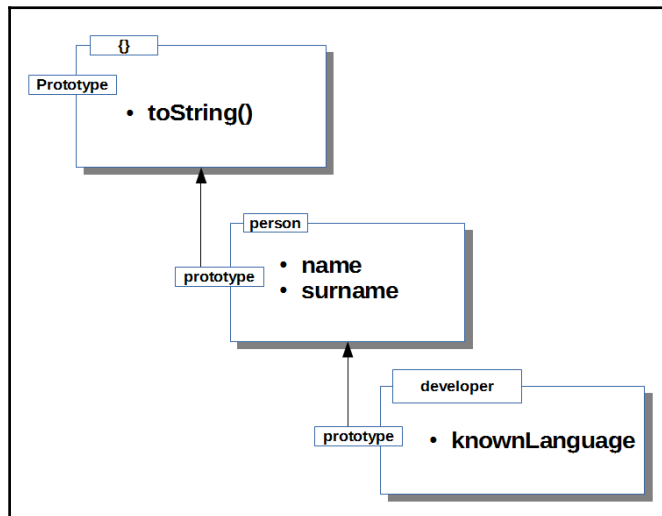 {}
Prototype
• toString()
person
prototype
• name
• surname
developer
prototype
• knownLanguage